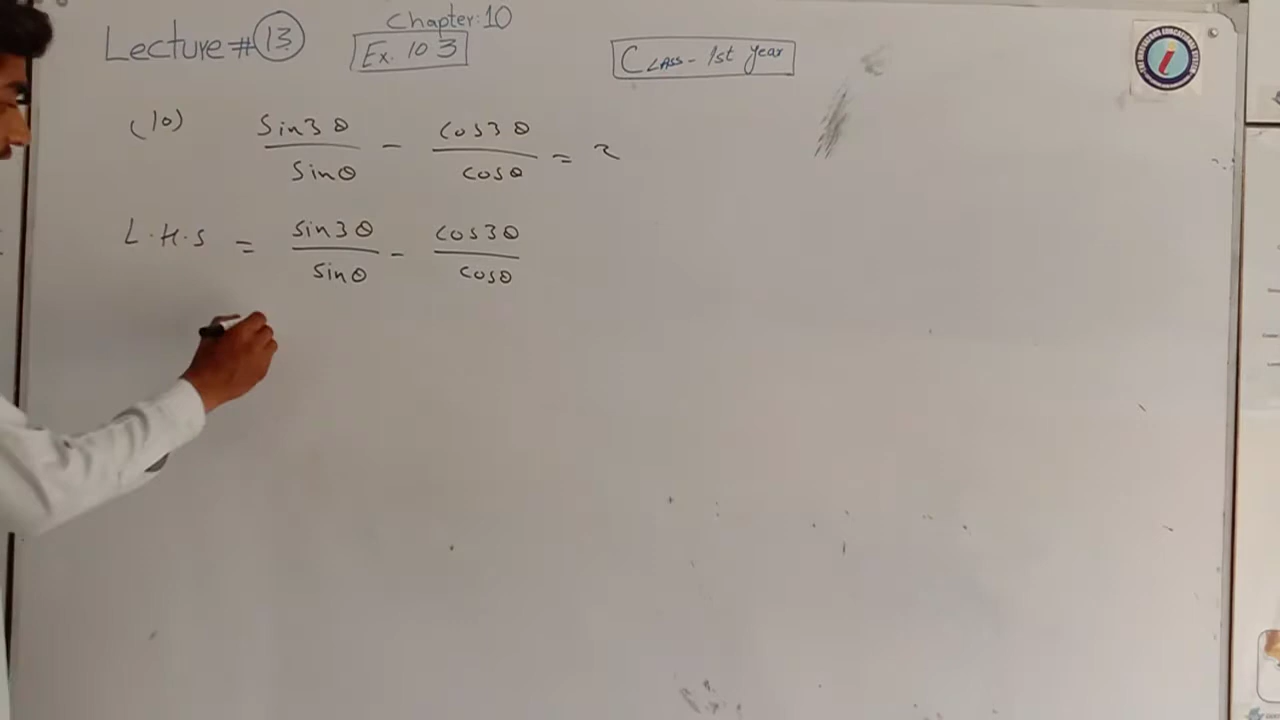 Chapter: 10
Lecture # 13 Ex. 10 3 CLASS - 1st year
(10) Sin3θ/Sinθ - Cos3θ/Cosθ = 2
L.H.S = Sin3θ/Sinθ - Cos3θ/Cosθ